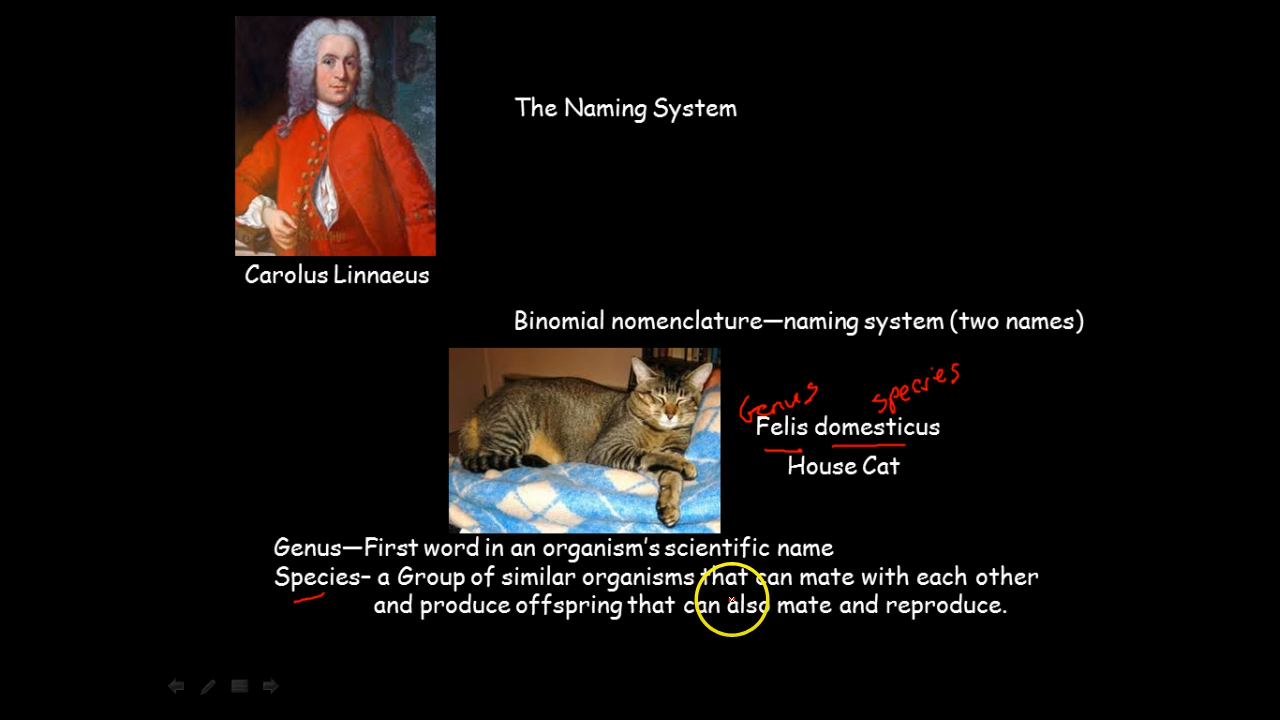 The Naming System
Carolus Linnaeus
Binomial nomenclature—naming system (two names)
Genus species
Felis domesticus
House Cat
Genus—First word in an organism's scientific name
Species– a Group of similar organisms that can mate with each other
and produce offspring that can also mate and reproduce.